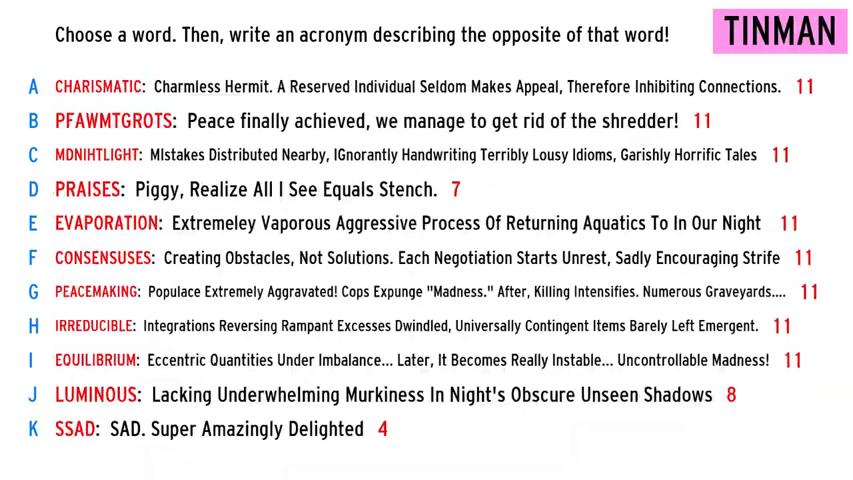 Choose a word. Then, write an acronym describing the opposite of that word!
TINMAN
A CHARISMATIC: Charmless Hermit. A Reserved Individual Seldom Makes Appeal, Therefore Inhibiting Connections. 11
B PFAWMTGROTS: Peace finally achieved, we manage to get rid of the shredder! 11
C MDNIHTLIGHT: MIstakes Distributed Nearby, IGnorantly Handwriting Terribly Lousy Idioms, Garishly Horrific Tales 11
D PRAISES: Piggy, Realize All I See Equals Stench. 7
E EVAPORATION: Extremeley Vaporous Aggressive Process Of Returning Aquatics To In Our Night 11
F CONSENSUSES: Creating Obstacles, Not Solutions. Each Negotiation Starts Unrest, Sadly Encouraging Strife 11
G PEACEMAKING: Populace Extremely Aggravated! Cops Expunge "Madness." After, Killing Intensifies. Numerous Graveyards.... 11
H IRREDUCIBLE: Integrations Reversing Rampant Excesses Dwindled, Universally Contingent Items Barely Left Emergent. 11
I EQUILIBRIUM: Eccentric Quantities Under Imbalance... Later, It Becomes Really Instable... Uncontrollable Madness! 11
J LUMINOUS: Lacking Underwhelming Murkiness In Night's Obscure Unseen Shadows 8
K SSAD: SAD. Super Amazingly Delighted 4